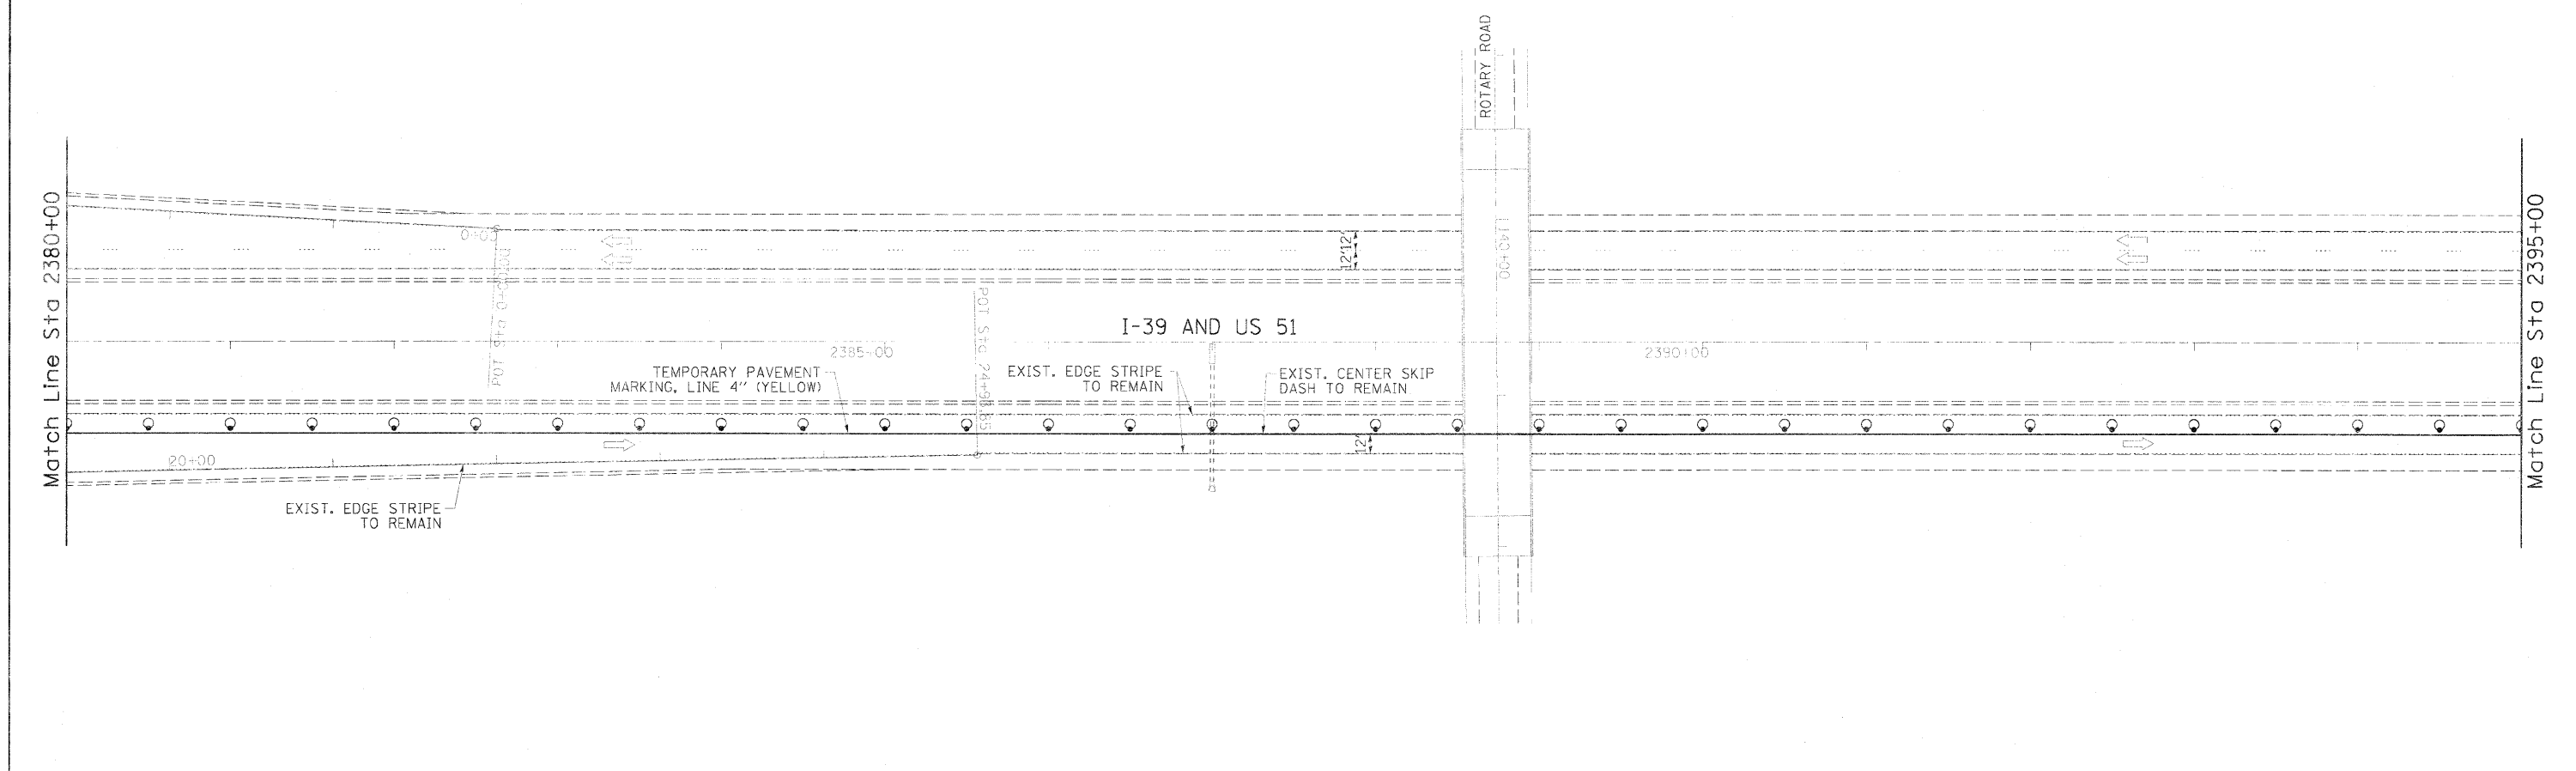 ROTARY ROAD
Match Line Sta 2380+00
Match Line Sta 2395+00
12' 12'
140+00
I-39 AND US 51
2385+00
2390+00
TEMPORARY PAVEMENT
MARKING, LINE 4" (YELLOW)
EXIST. EDGE STRIPE
TO REMAIN
EXIST. CENTER SKIP
DASH TO REMAIN
12'
20+00
EXIST. EDGE STRIPE
TO REMAIN